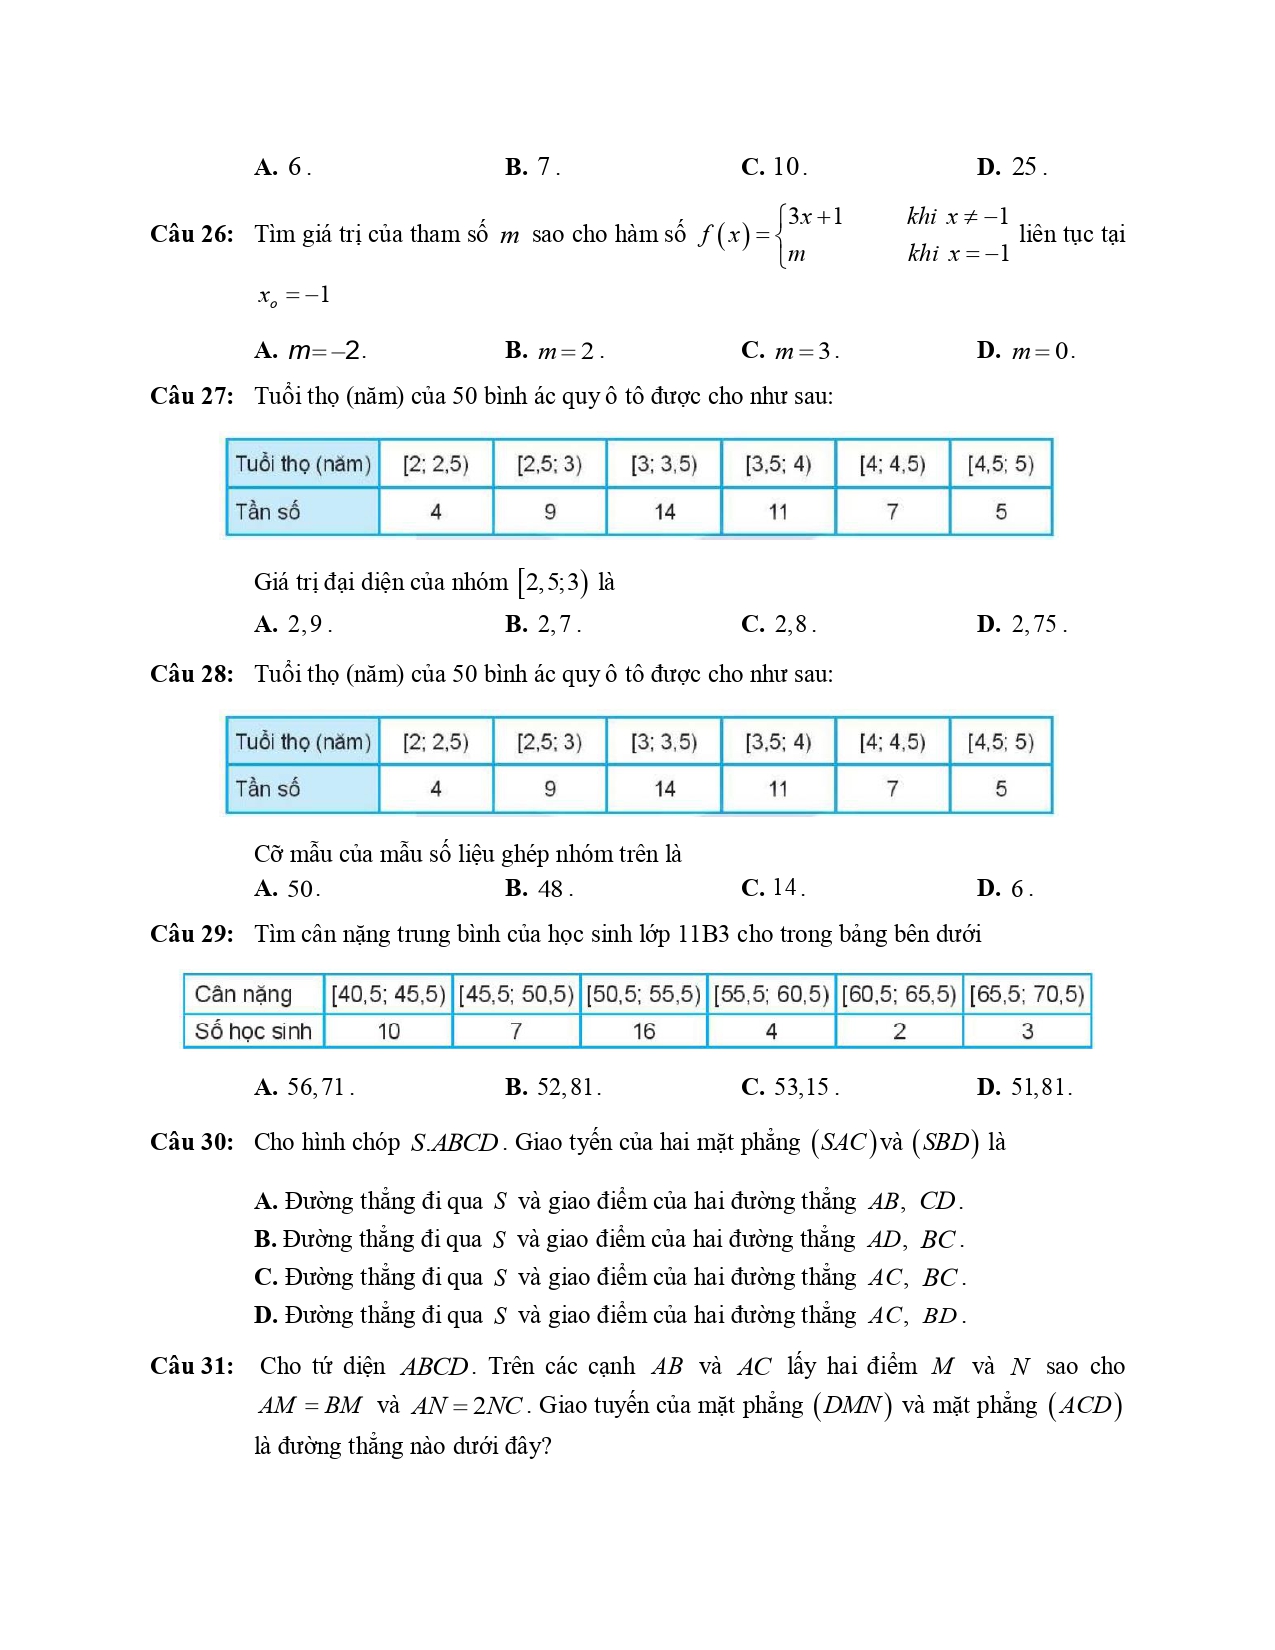 A. 6. B. 7. C. 10. D. 25.
Câu 26: Tìm giá trị của tham số m sao cho hàm số f(x) = { 3x+1 khi x ≠ −1
m khi x = −1 liên tục tại
xₒ = −1
A. m = −2. B. m = 2. C. m = 3. D. m = 0.
Câu 27: Tuổi thọ (năm) của 50 bình ác quy ô tô được cho như sau:
Tuổi thọ (năm) [2; 2,5) [2,5; 3) [3; 3,5) [3,5; 4) [4; 4,5) [4,5; 5)
Tần số 4 9 14 11 7 5
Giá trị đại diện của nhóm [2,5;3) là
A. 2,9. B. 2,7. C. 2,8. D. 2,75.
Câu 28: Tuổi thọ (năm) của 50 bình ác quy ô tô được cho như sau:
Tuổi thọ (năm) [2; 2,5) [2,5; 3) [3; 3,5) [3,5; 4) [4; 4,5) [4,5; 5)
Tần số 4 9 14 11 7 5
Cỡ mẫu của mẫu số liệu ghép nhóm trên là
A. 50. B. 48. C. 14. D. 6.
Câu 29: Tìm cân nặng trung bình của học sinh lớp 11B3 cho trong bảng bên dưới
Cân nặng [40,5; 45,5) [45,5; 50,5) [50,5; 55,5) [55,5; 60,5) [60,5; 65,5) [65,5; 70,5)
Số học sinh 10 7 16 4 2 3
A. 56,71. B. 52,81. C. 53,15. D. 51,81.
Câu 30: Cho hình chóp S.ABCD. Giao tyến của hai mặt phẳng (SAC) và (SBD) là
A. Đường thẳng đi qua S và giao điểm của hai đường thẳng AB, CD.
B. Đường thẳng đi qua S và giao điểm của hai đường thẳng AD, BC.
C. Đường thẳng đi qua S và giao điểm của hai đường thẳng AC, BC.
D. Đường thẳng đi qua S và giao điểm của hai đường thẳng AC, BD.
Câu 31: Cho tứ diện ABCD. Trên các cạnh AB và AC lấy hai điểm M và N sao cho
AM = BM và AN = 2NC. Giao tuyến của mặt phẳng (DMN) và mặt phẳng (ACD)
là đường thẳng nào dưới đây?